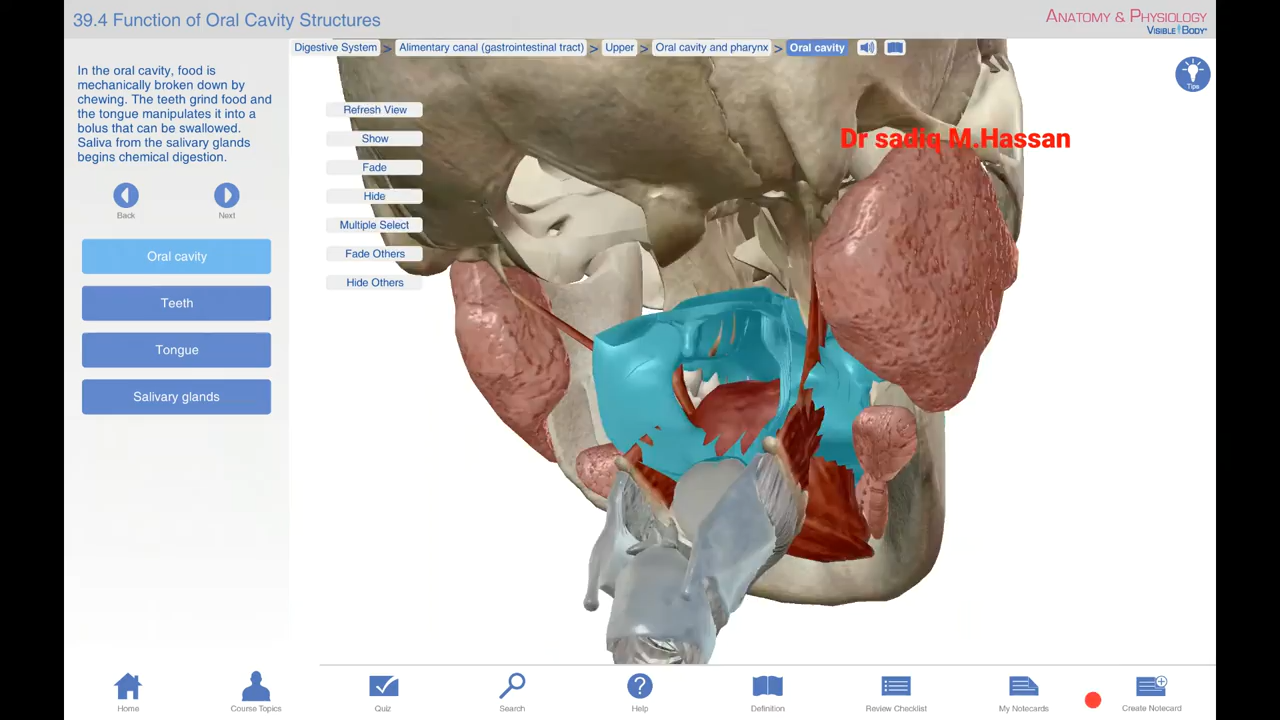 39.4 Function of Oral Cavity Structures
ANATOMY & PHYSIOLOGY
VISIBLE BODY®
Digestive System > Alimentary canal (gastrointestinal tract) > Upper > Oral cavity and pharynx > Oral cavity
In the oral cavity, food is
mechanically broken down by
chewing. The teeth grind food and
the tongue manipulates it into a
bolus that can be swallowed.
Saliva from the salivary glands
begins chemical digestion.
Back
Next
Oral cavity
Teeth
Tongue
Salivary glands
Refresh View
Show
Fade
Hide
Multiple Select
Fade Others
Hide Others
Tips
Dr sadiq M.Hassan
Home
Course Topics
Quiz
Search
Help
Definition
Review Checklist
My Notecards
Create Notecard